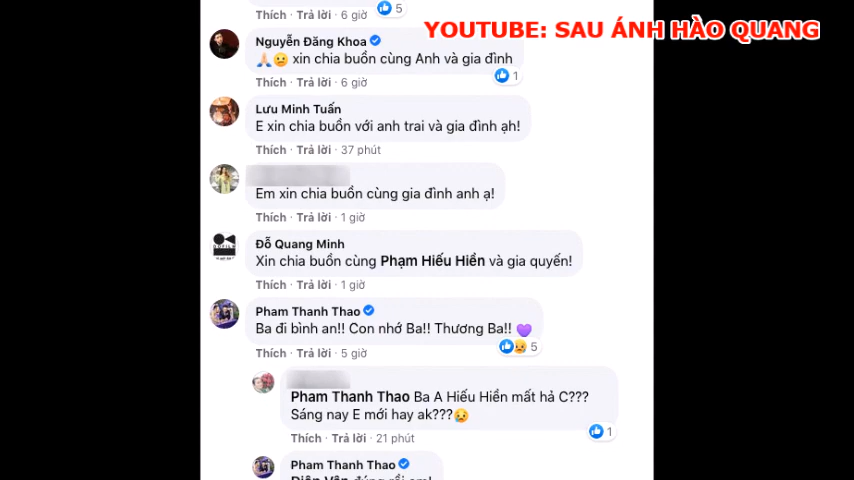 Thích · Trả lời · 6 giờ
5
YOUTUBE: SAU ÁNH HÀO QUANG
Nguyễn Đăng Khoa
🙏😕 xin chia buồn cùng Anh và gia đình
1
Thích · Trả lời · 6 giờ
Lưu Minh Tuấn
E xin chia buồn với anh trai và gia đình ạh!
Thích · Trả lời · 37 phút
Em xin chia buồn cùng gia đình anh ạ!
Thích · Trả lời · 1 giờ
Đỗ Quang Minh
Xin chia buồn cùng Phạm Hiếu Hiền và gia quyến!
Thích · Trả lời · 1 giờ
Pham Thanh Thao
Ba đi bình an!! Con nhớ Ba!! Thương Ba!! 💜
5
Thích · Trả lời · 5 giờ
Pham Thanh Thao Ba A Hiếu Hiền mất hả C???
Sáng nay E mới hay ak???😥
1
Thích · Trả lời · 21 phút
Pham Thanh Thao